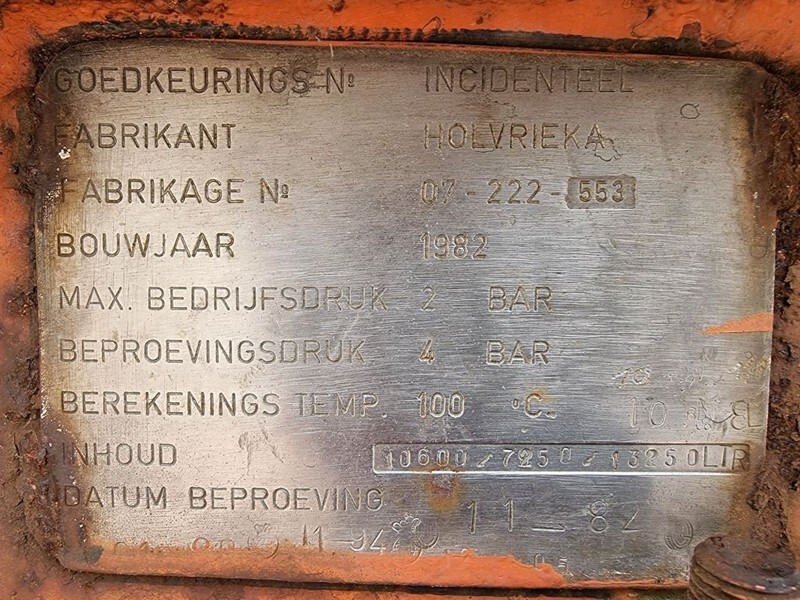 GOEDKEURINGS Nº INCIDENTEEL
FABRIKANT HOLVRIEKA
FABRIKAGE Nº 07-222-553
BOUWJAAR 1982
MAX. BEDRIJFSDRUK 2 BAR
BEPROEVINGSDRUK 4 BAR
BEREKENINGS TEMP. 100 °C.
INHOUD 10600/7250/13250LTR
DATUM BEPROEVING 11-82